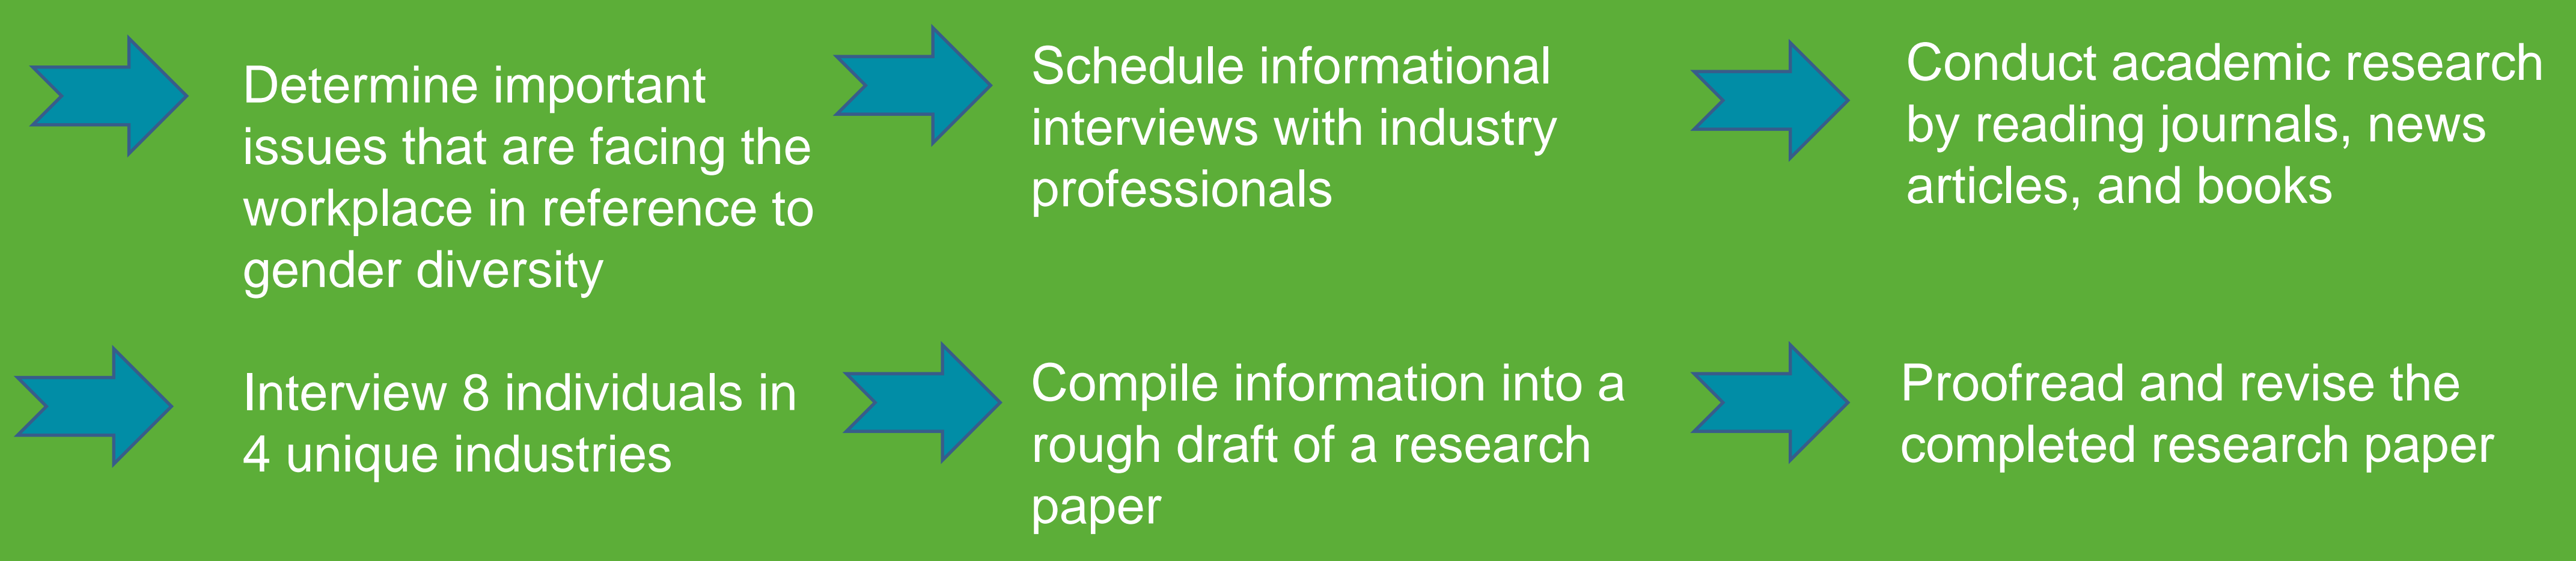 Determine important
issues that are facing the
workplace in reference to
gender diversity
Schedule informational
interviews with industry
professionals
Conduct academic research
by reading journals, news
articles, and books
Interview 8 individuals in
4 unique industries
Compile information into a
rough draft of a research
paper
Proofread and revise the
completed research paper